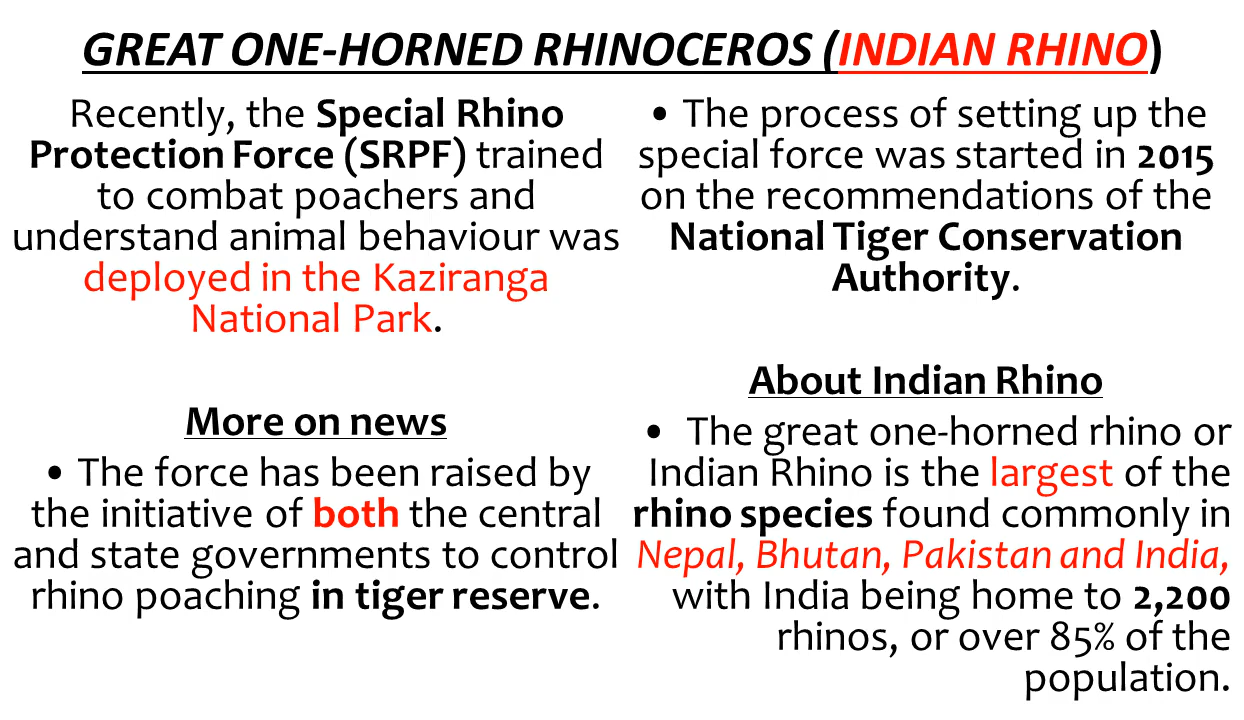 GREAT ONE-HORNED RHINOCEROS (INDIAN RHINO)
Recently, the Special Rhino
Protection Force (SRPF) trained
to combat poachers and
understand animal behaviour was
deployed in the Kaziranga
National Park.
More on news
• The force has been raised by
the initiative of both the central
and state governments to control
rhino poaching in tiger reserve.
• The process of setting up the
special force was started in 2015
on the recommendations of the
National Tiger Conservation
Authority.
About Indian Rhino
• The great one-horned rhino or
Indian Rhino is the largest of the
rhino species found commonly in
Nepal, Bhutan, Pakistan and India,
with India being home to 2,200
rhinos, or over 85% of the
population.